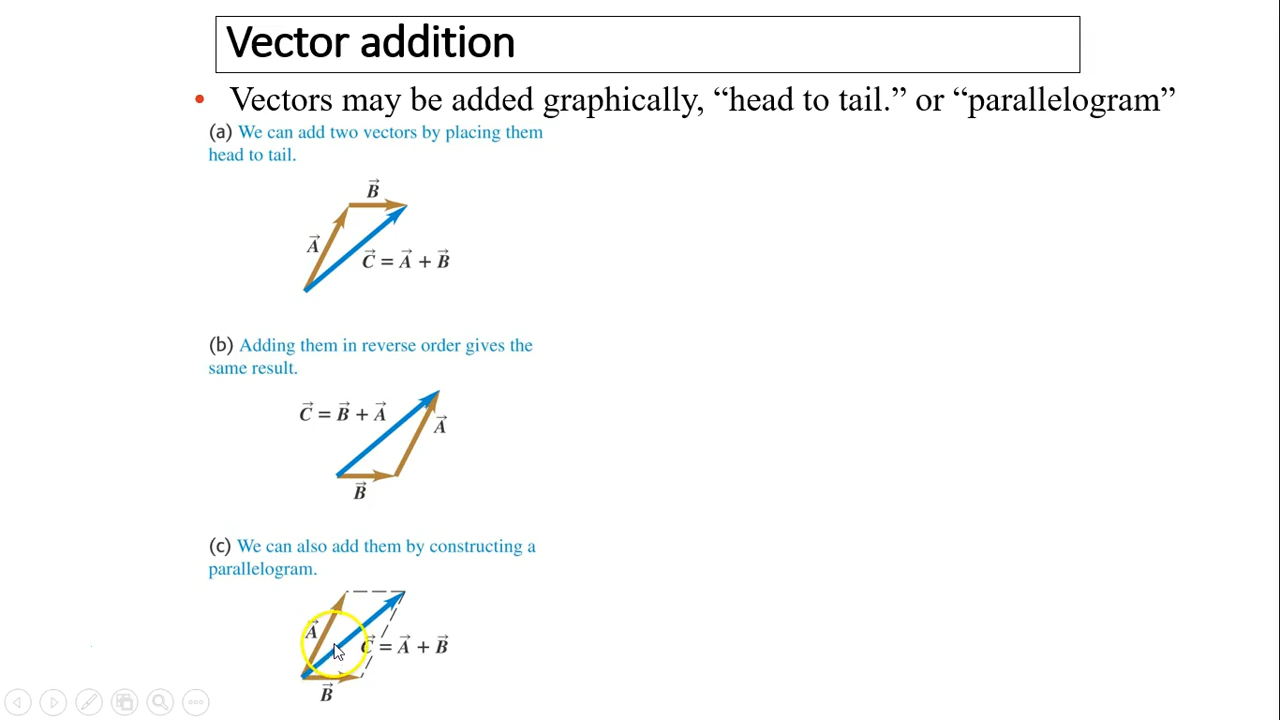 Vector addition
• Vectors may be added graphically, “head to tail.” or “parallelogram”
(a) We can add two vectors by placing them
head to tail.
B⃗
A⃗
C⃗ = A⃗ + B⃗
(b) Adding them in reverse order gives the
same result.
C⃗ = B⃗ + A⃗
A⃗
B⃗
(c) We can also add them by constructing a
parallelogram.
A⃗
C⃗ = A⃗ + B⃗
B⃗